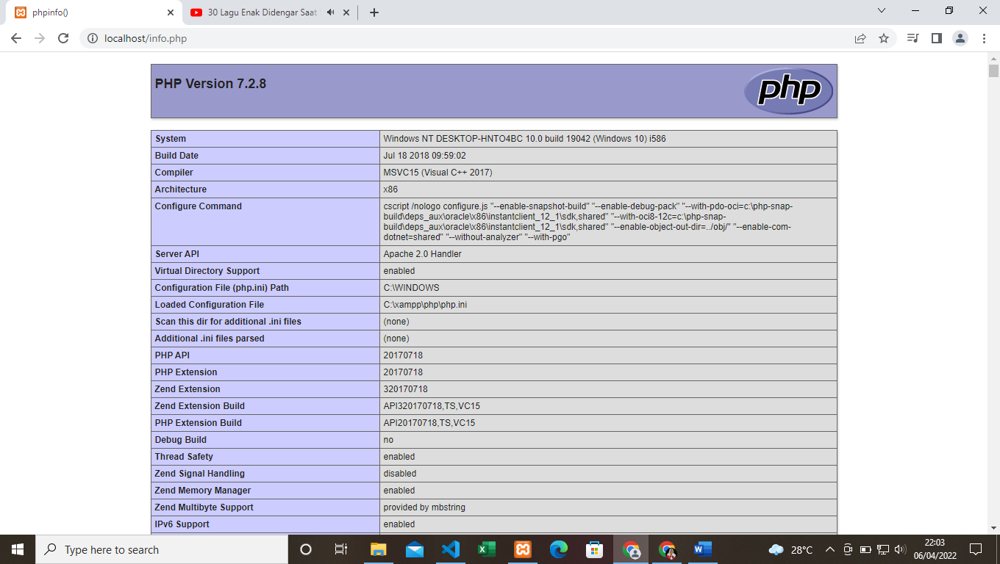 phpinfo()
30 Lagu Enak Didengar Saat
localhost/info.php
PHP Version 7.2.8
php
System Windows NT DESKTOP-HNTO4BC 10.0 build 19042 (Windows 10) i586
Build Date Jul 18 2018 09:59:02
Compiler MSVC15 (Visual C++ 2017)
Architecture x86
Configure Command cscript /nologo configure.js "--enable-snapshot-build" "--enable-debug-pack" "--with-pdo-oci=c:\php-snap-
build\deps_aux\oracle\x86\instantclient_12_1\sdk,shared" "--with-oci8-12c=c:\php-snap-
build\deps_aux\oracle\x86\instantclient_12_1\sdk,shared" "--enable-object-out-dir=../obj/" "--enable-com-
dotnet=shared" "--without-analyzer" "--with-pgo"
Server API Apache 2.0 Handler
Virtual Directory Support enabled
Configuration File (php.ini) Path C:\WINDOWS
Loaded Configuration File C:\xampp\php\php.ini
Scan this dir for additional .ini files (none)
Additional .ini files parsed (none)
PHP API 20170718
PHP Extension 20170718
Zend Extension 320170718
Zend Extension Build API320170718,TS,VC15
PHP Extension Build API20170718,TS,VC15
Debug Build no
Thread Safety enabled
Zend Signal Handling disabled
Zend Memory Manager enabled
Zend Multibyte Support provided by mbstring
IPv6 Support enabled
Type here to search
28°C
22:03
06/04/2022